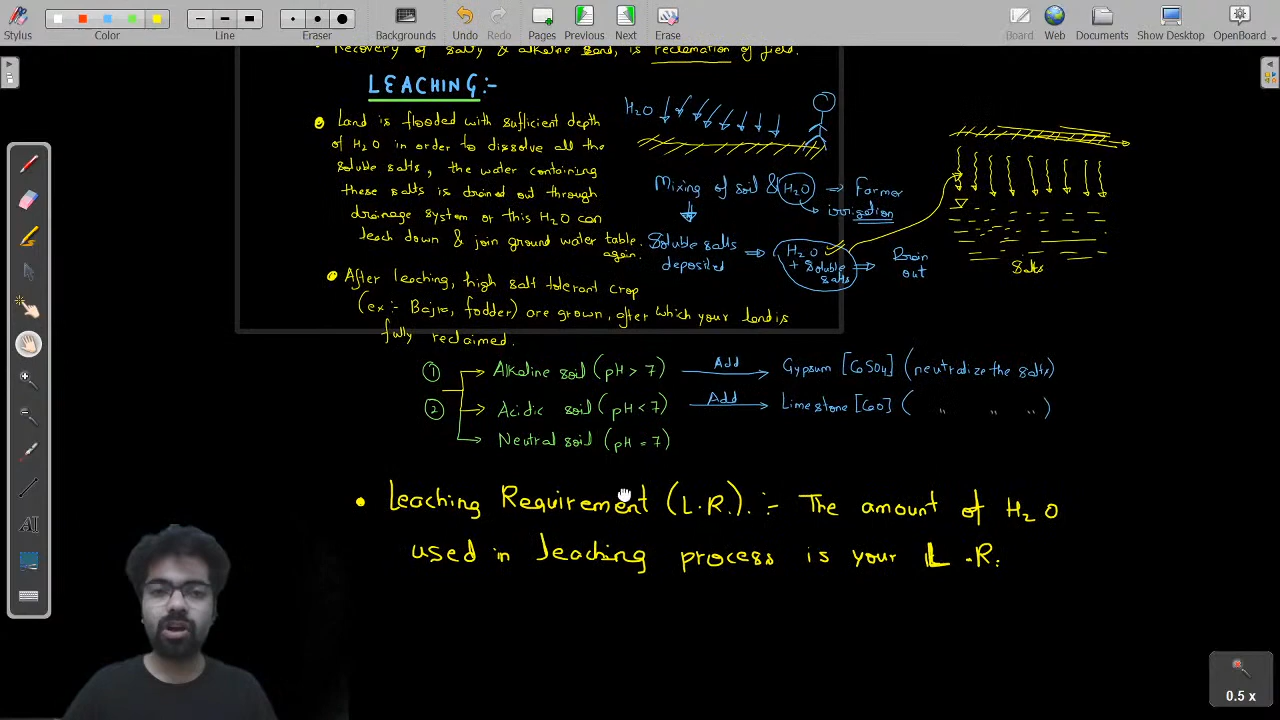 Stylus Color Line Eraser Backgrounds Undo Redo Pages Previous Next Erase Board Web Documents Show Desktop OpenBoard
• Recovery of salty & alkaline land, is reclamation of field.
LEACHING:-
• Land is flooded with sufficient depth
of H2O in order to dissolve all the
soluble salts, the water containing
these salts is drained out through
drainage system or this H2O can
leach down & join ground water table
again.
H2O
Mixing of soil & H2O ⇒ Farmer
irrigation
Soluble salts
deposited
⇒ H2O
+ Soluble
salts
⇒ Drain
out
Salts
• After leaching, high salt tolerant crop
(ex:- Bajra, fodder) are grown, after which your land is
fully reclaimed.
① → Alkaline soil (pH > 7) Add → Gypsum [CaSO4] (neutralize the salts)
② → Acidic soil (pH < 7) Add → Limestone [CaO] ( " " " )
→ Neutral soil (pH = 7)
• Leaching Requirement (L.R.) :- The amount of H2O
used in leaching process is your L.R.
AI
0.5 x